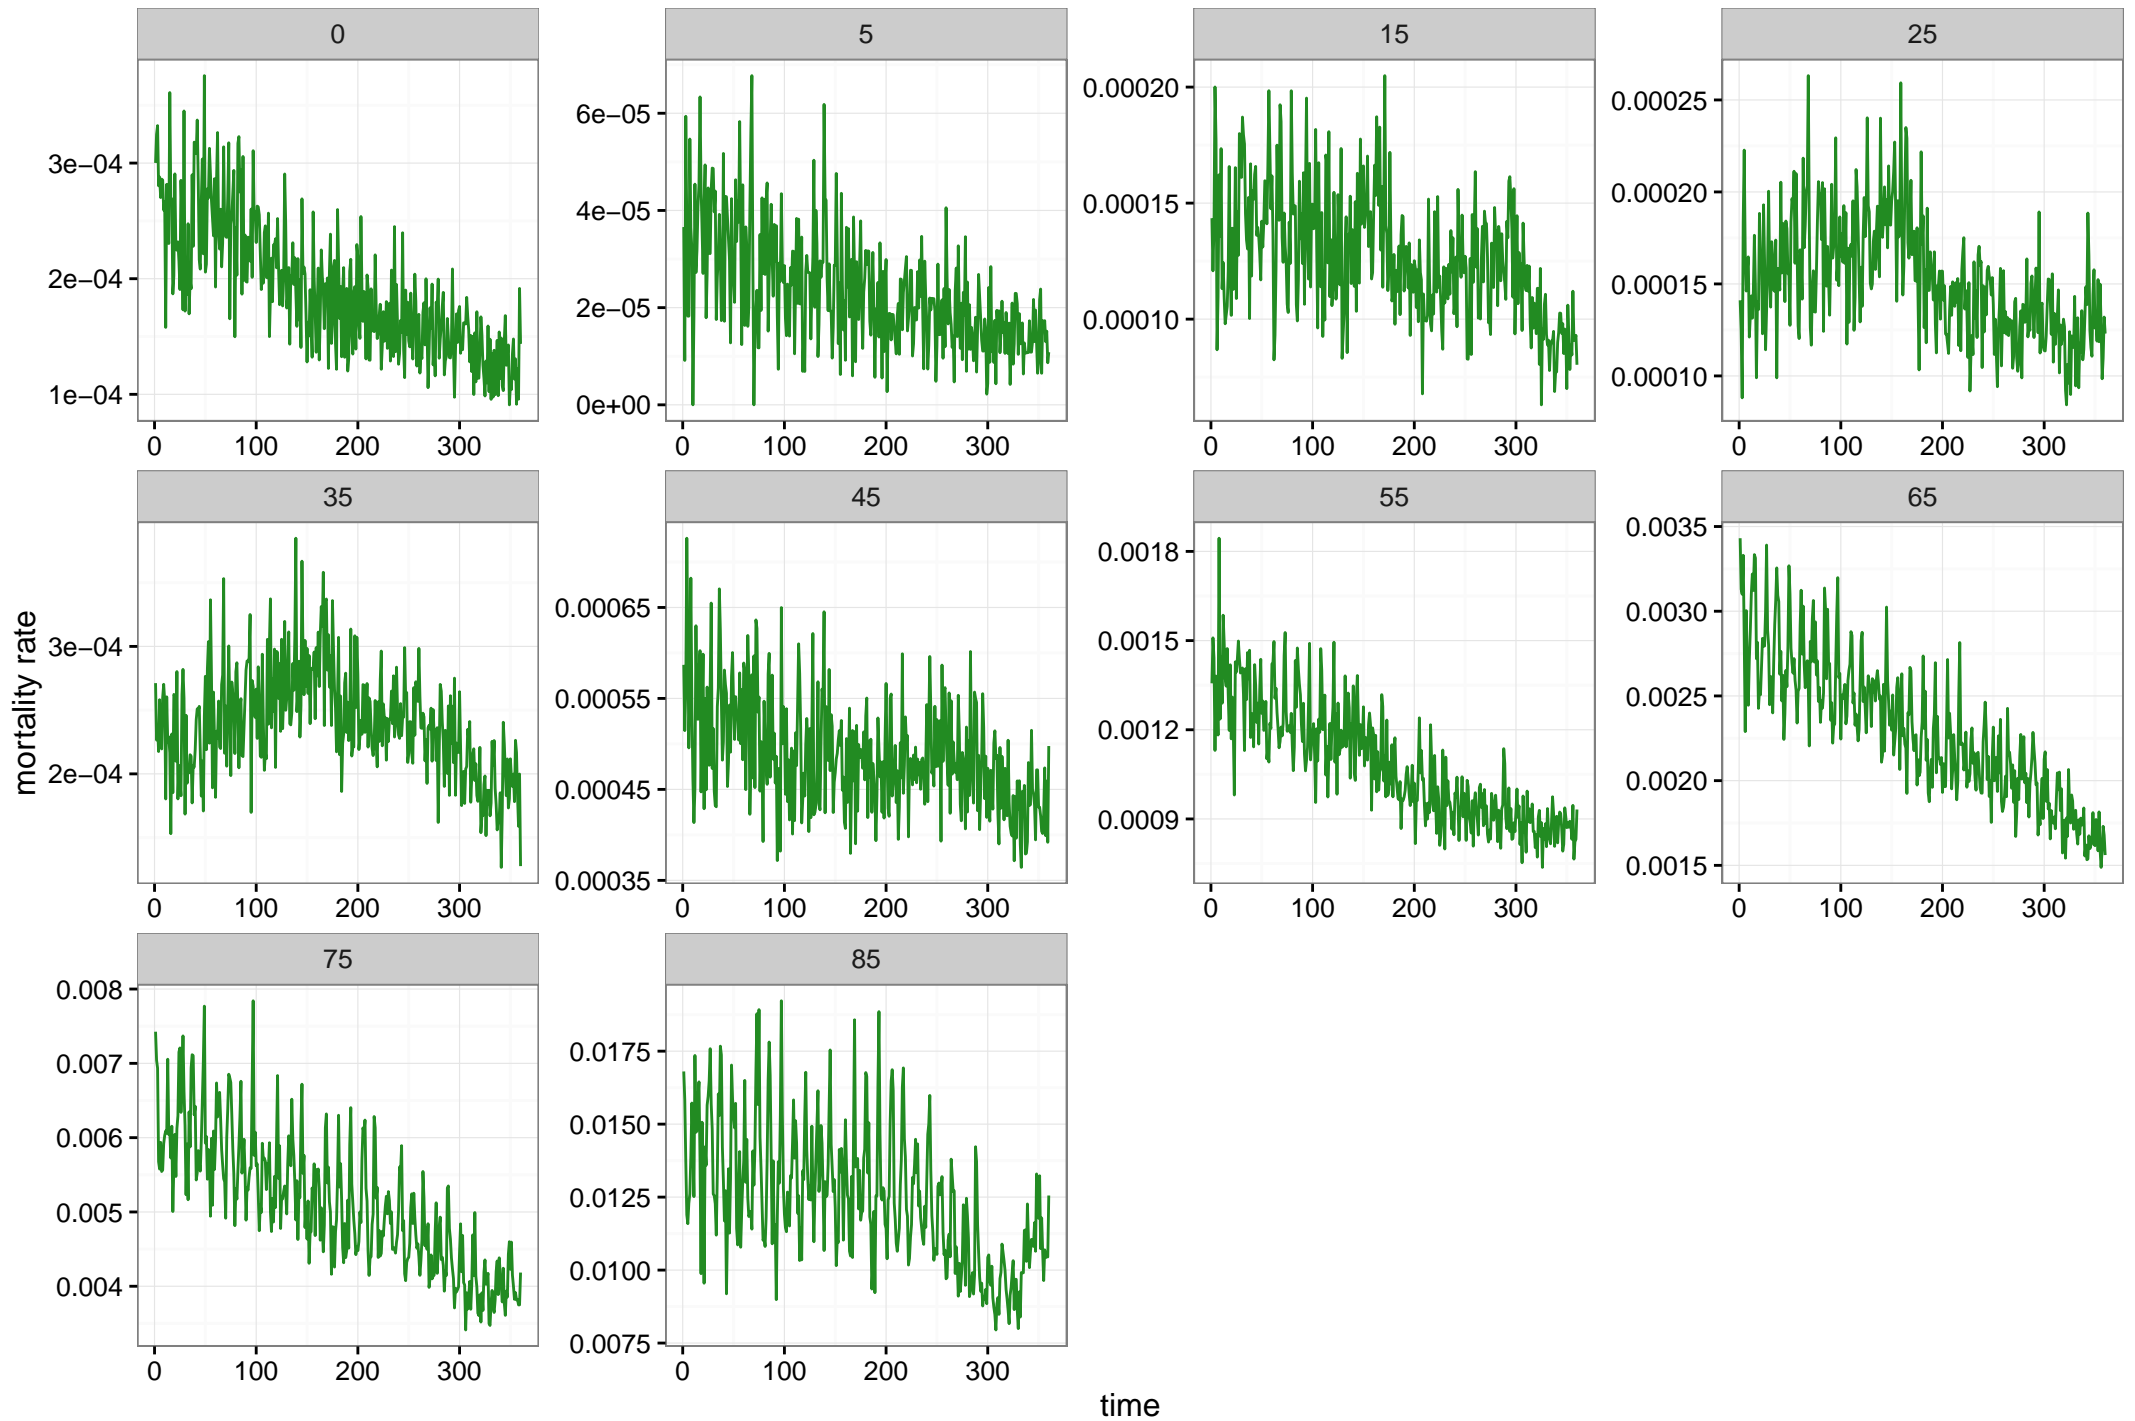 0 5 15 25
3e−04
2e−04
1e−04
0 100 200 300
6e−05
4e−05
2e−05
0e+00
0 100 200 300
0.00020
0.00015
0.00010
0 100 200 300
0.00025
0.00020
0.00015
0.00010
0 100 200 300
35 45 55 65
mortality rate
3e−04
2e−04
0 100 200 300
0.00065
0.00055
0.00045
0.00035
0 100 200 300
0.0018
0.0015
0.0012
0.0009
0 100 200 300
0.0035
0.0030
0.0025
0.0020
0.0015
0 100 200 300
75 85
0.008
0.007
0.006
0.005
0.004
0 100 200 300
0.0175
0.0150
0.0125
0.0100
0.0075
0 100 200 300
time